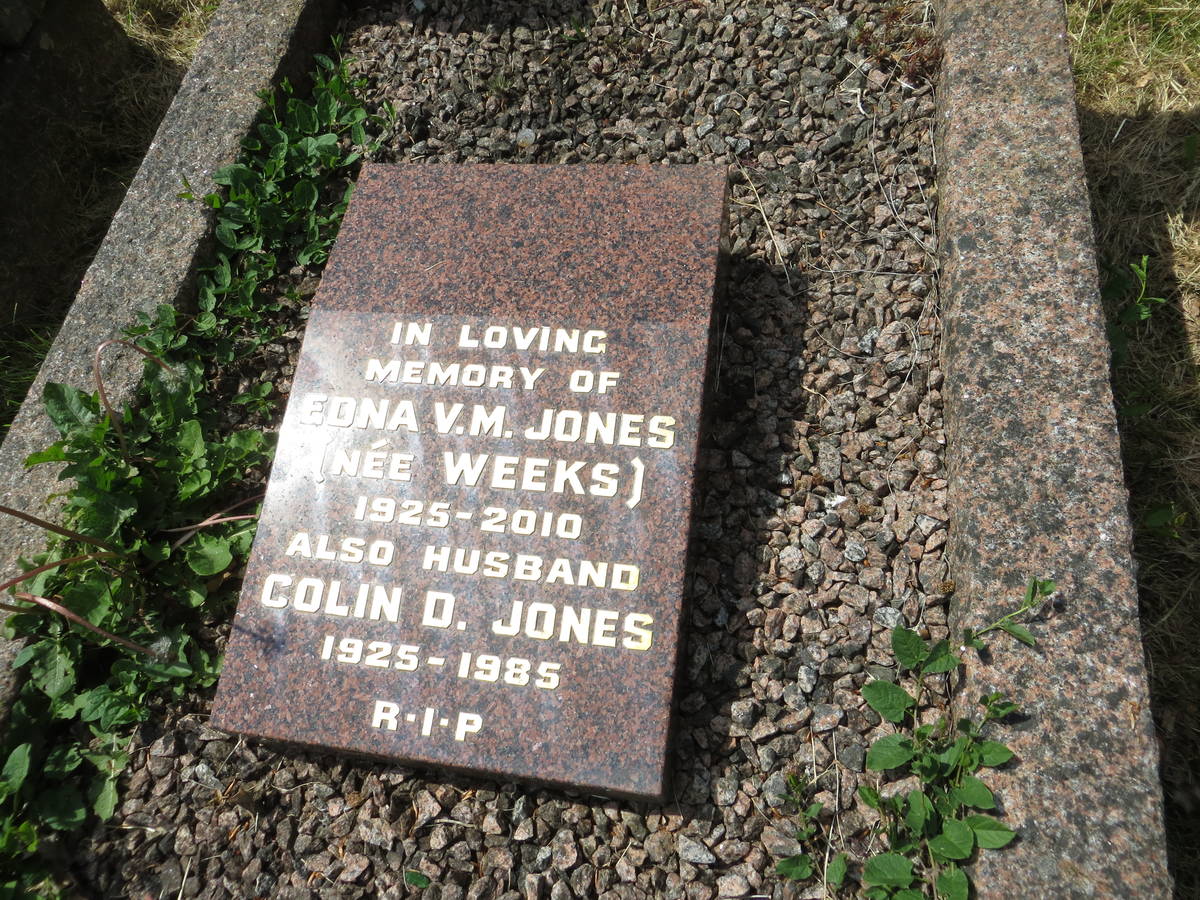 IN LOVING
MEMORY OF
EDNA V.M. JONES
(NÉE WEEKS)
1925-2010
ALSO HUSBAND
COLIN D. JONES
1925-1985
R·I·P